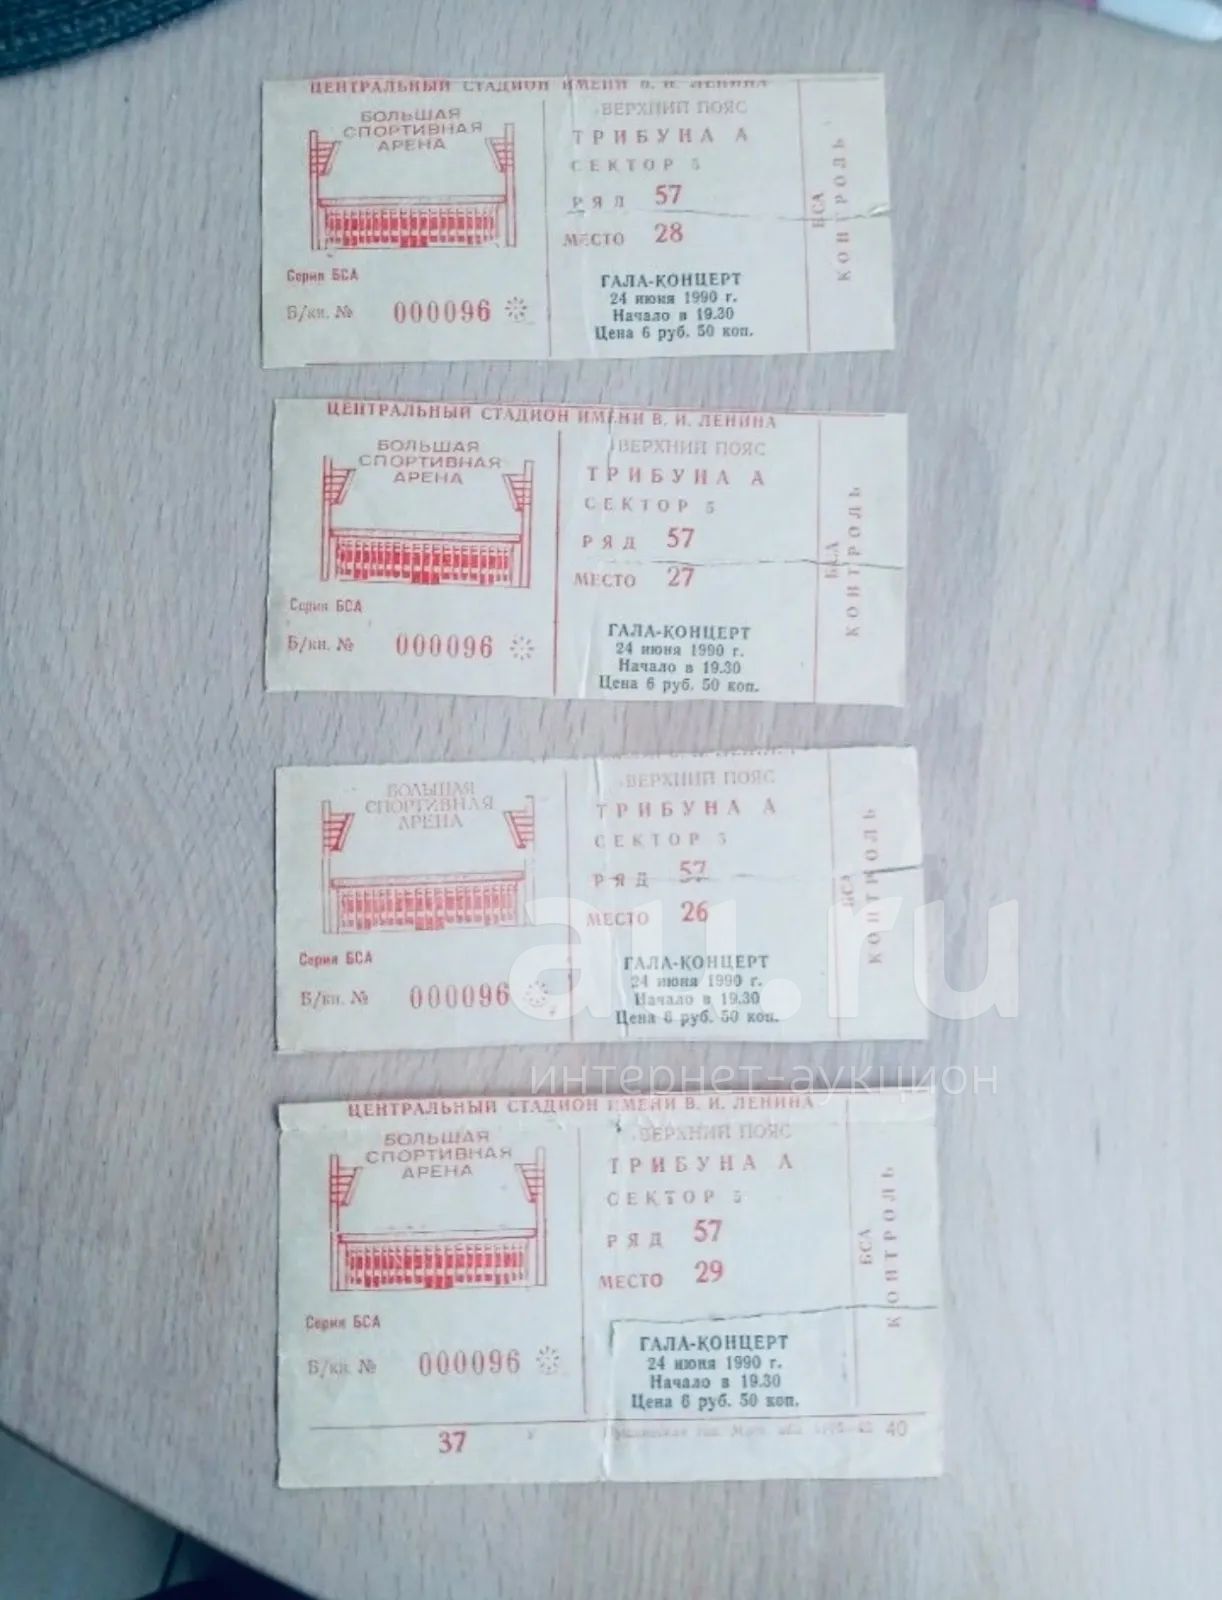 ЦЕНТРАЛЬНЫЙ СТАДИОН ИМЕНИ В. И. ЛЕНИНА
БОЛЬШАЯ
СПОРТИВНАЯ
АРЕНА
Серия БСА
Б/кн. № 000096
ВЕРХНИЙ ПОЯС
ТРИБУНА А
СЕКТОР 5
РЯД 57
МЕСТО 28
ГАЛА-КОНЦЕРТ
24 июня 1990 г.
Начало в 19.30
Цена 6 руб. 50 коп.
БСА
КОНТРОЛЬ
ЦЕНТРАЛЬНЫЙ СТАДИОН ИМЕНИ В. И. ЛЕНИНА
БОЛЬШАЯ
СПОРТИВНАЯ
АРЕНА
Серия БСА
Б/кн. № 000096
ВЕРХНИЙ ПОЯС
ТРИБУНА А
СЕКТОР 5
РЯД 57
МЕСТО 27
ГАЛА-КОНЦЕРТ
24 июня 1990 г.
Начало в 19.30
Цена 6 руб. 50 коп.
БСА
КОНТРОЛЬ
БОЛЬШАЯ
СПОРТИВНАЯ
АРЕНА
Серия БСА
Б/кн. № 000096
ВЕРХНИЙ ПОЯС
ТРИБУНА А
СЕКТОР 5
РЯД 57
МЕСТО 26
ГАЛА-КОНЦЕРТ
24 июня 1990 г.
Начало в 19.30
Цена 6 руб. 50 коп.
БСА
КОНТРОЛЬ
au.ru
интернет-аукцион
ЦЕНТРАЛЬНЫЙ СТАДИОН ИМЕНИ В. И. ЛЕНИНА
БОЛЬШАЯ
СПОРТИВНАЯ
АРЕНА
Серия БСА
Б/кн. № 000096
ВЕРХНИЙ ПОЯС
ТРИБУНА А
СЕКТОР 5
РЯД 57
МЕСТО 29
ГАЛА-КОНЦЕРТ
24 июня 1990 г.
Начало в 19.30
Цена 6 руб. 50 коп.
БСА
КОНТРОЛЬ
37 40